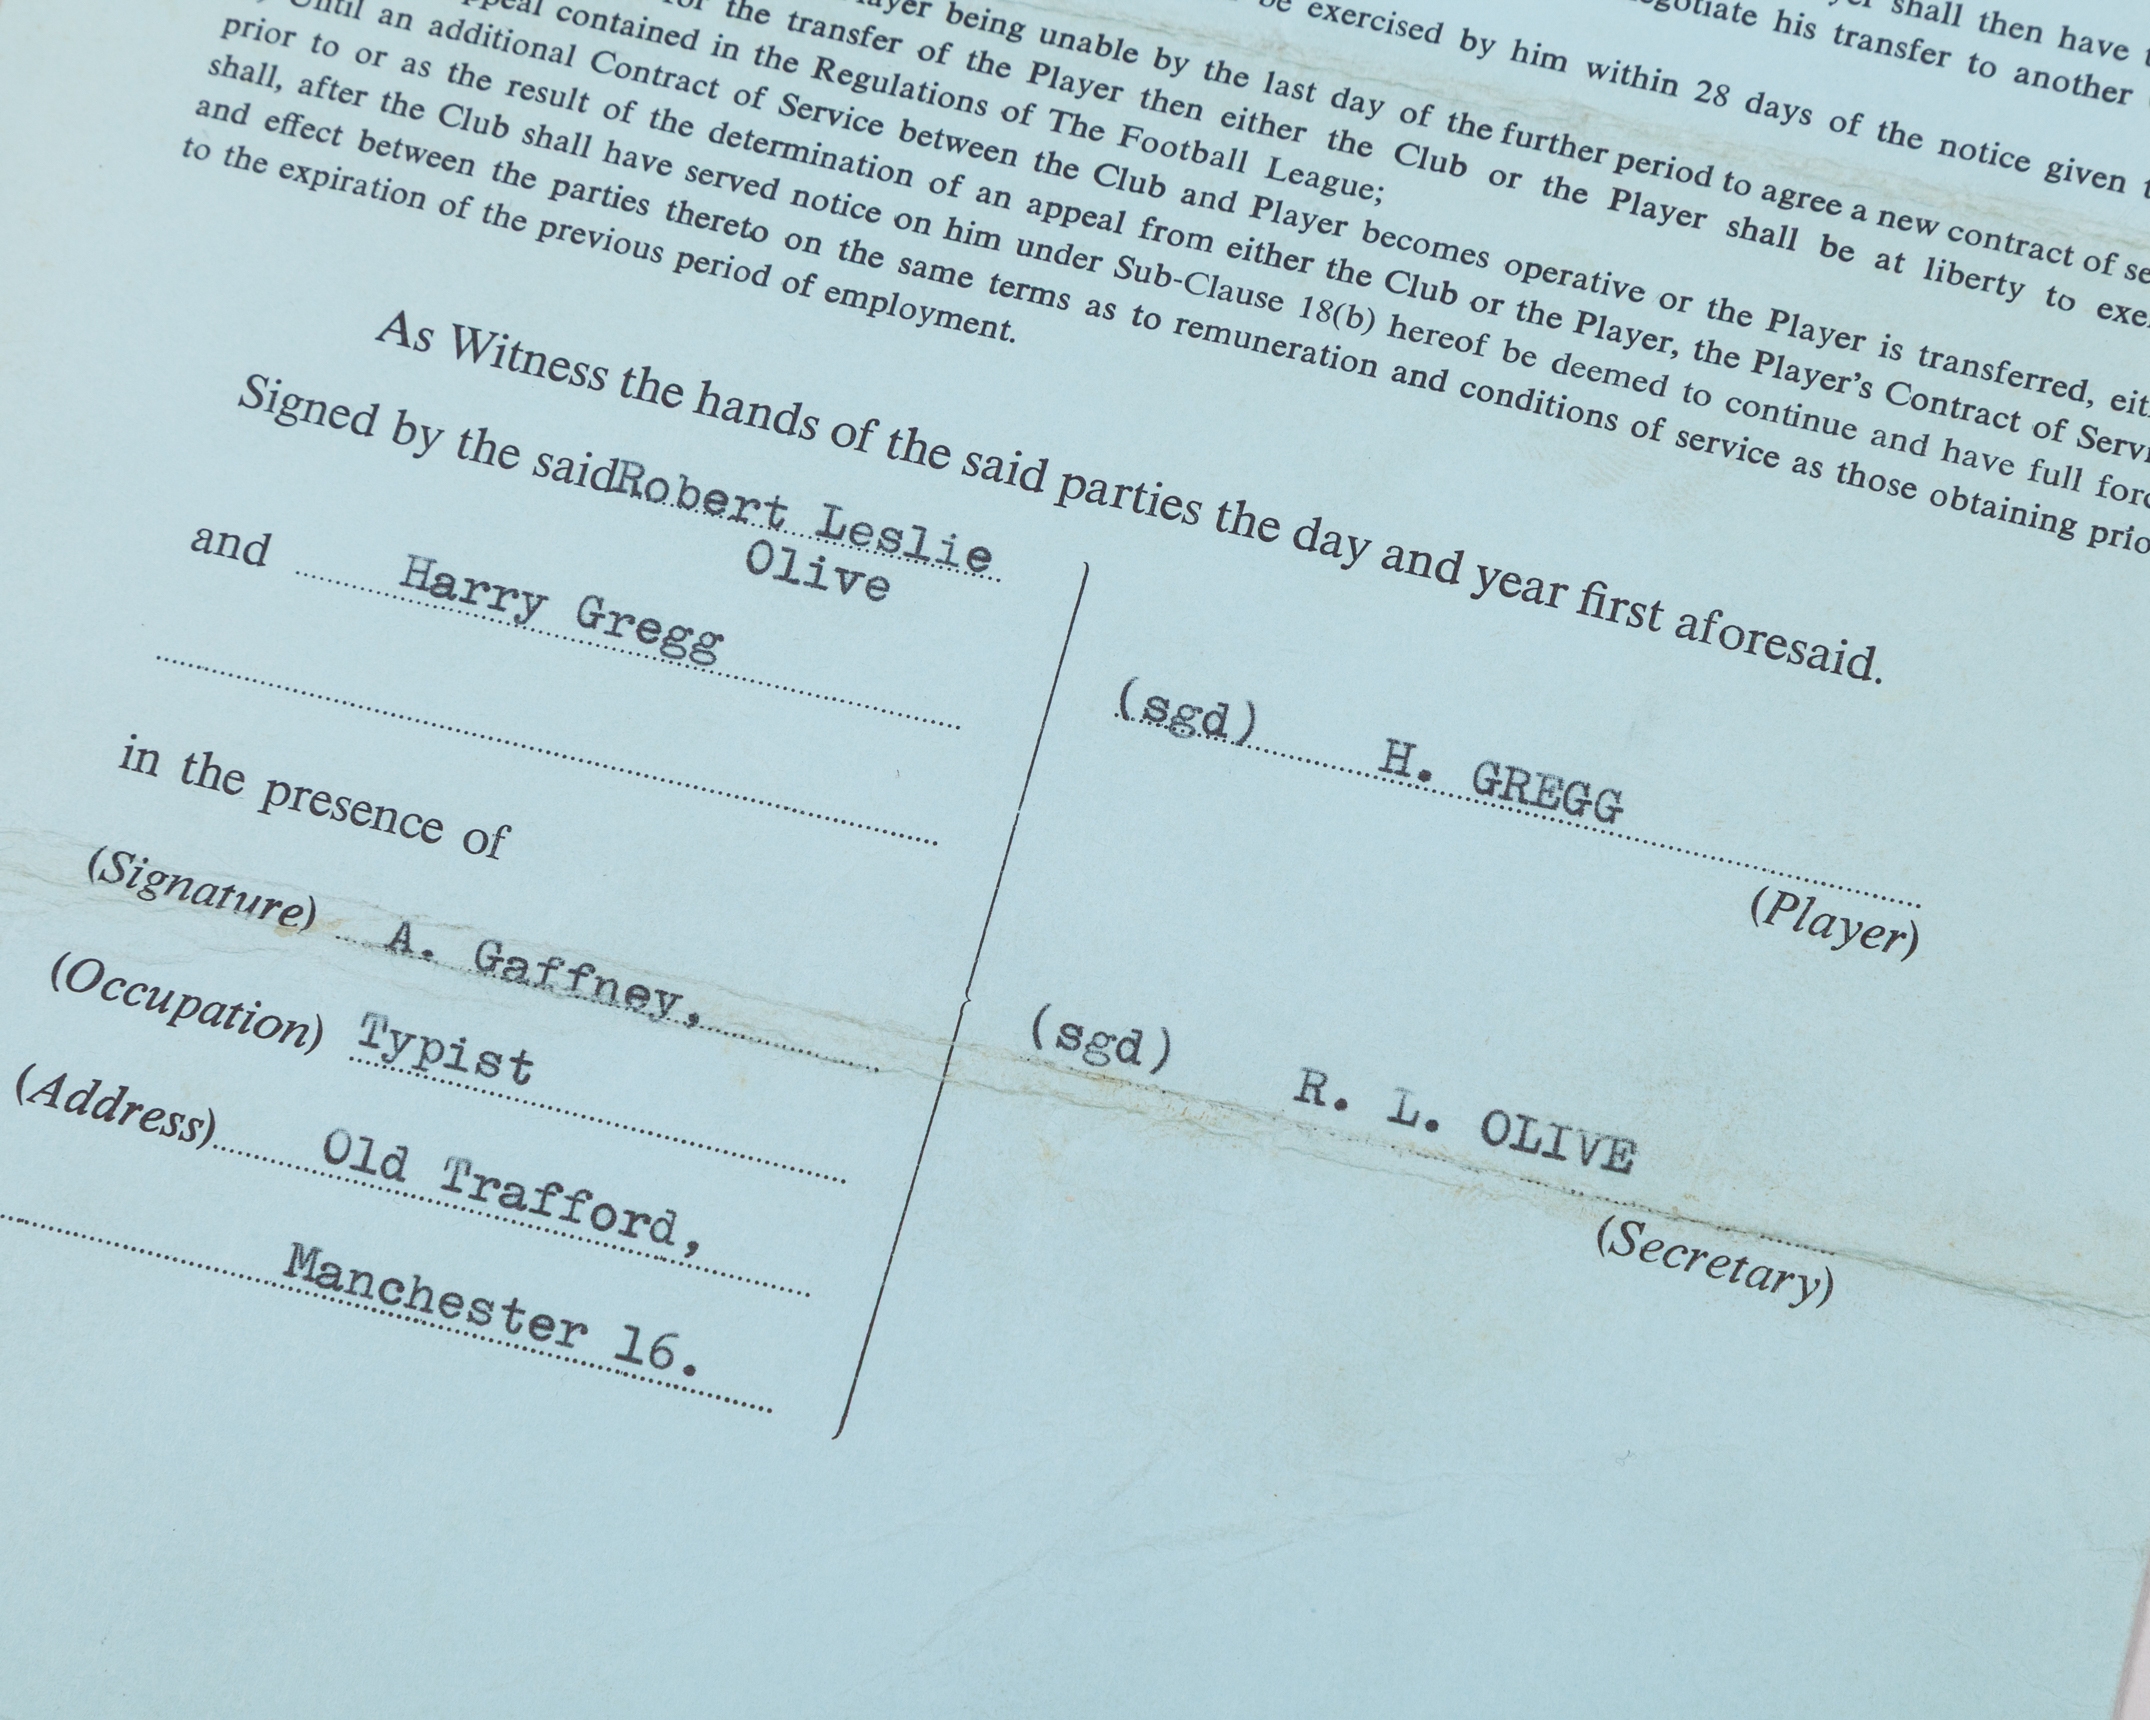 shall then have
his transfer to another
be exercised by him within 28 days of the notice given
being unable by the last day of the further period to agree a new contract of
the transfer of the Player then either the Club or the Player shall be at liberty to
contained in the Regulations of The Football League;
Until an additional Contract of Service between the Club and Player becomes operative or the Player is transferred,
prior to or as the result of the determination of an appeal from either the Club or the Player, the Player's Contract of
shall, after the Club shall have served notice on him under Sub-Clause 18(b) hereof be deemed to continue and have full
and effect between the parties thereto on the same terms as to remuneration and conditions of service as those obtaining
to the expiration of the previous period of employment.
As Witness the hands of the said parties the day and year first aforesaid.
Signed by the said Robert Leslie
Olive
and Harry Gregg
(sgd) H. GREGG
(Player)
in the presence of
(Signature) A. Gaffney,
(Occupation) Typist
(Address) Old Trafford,
Manchester 16.
(sgd) R. L. OLIVE
(Secretary)